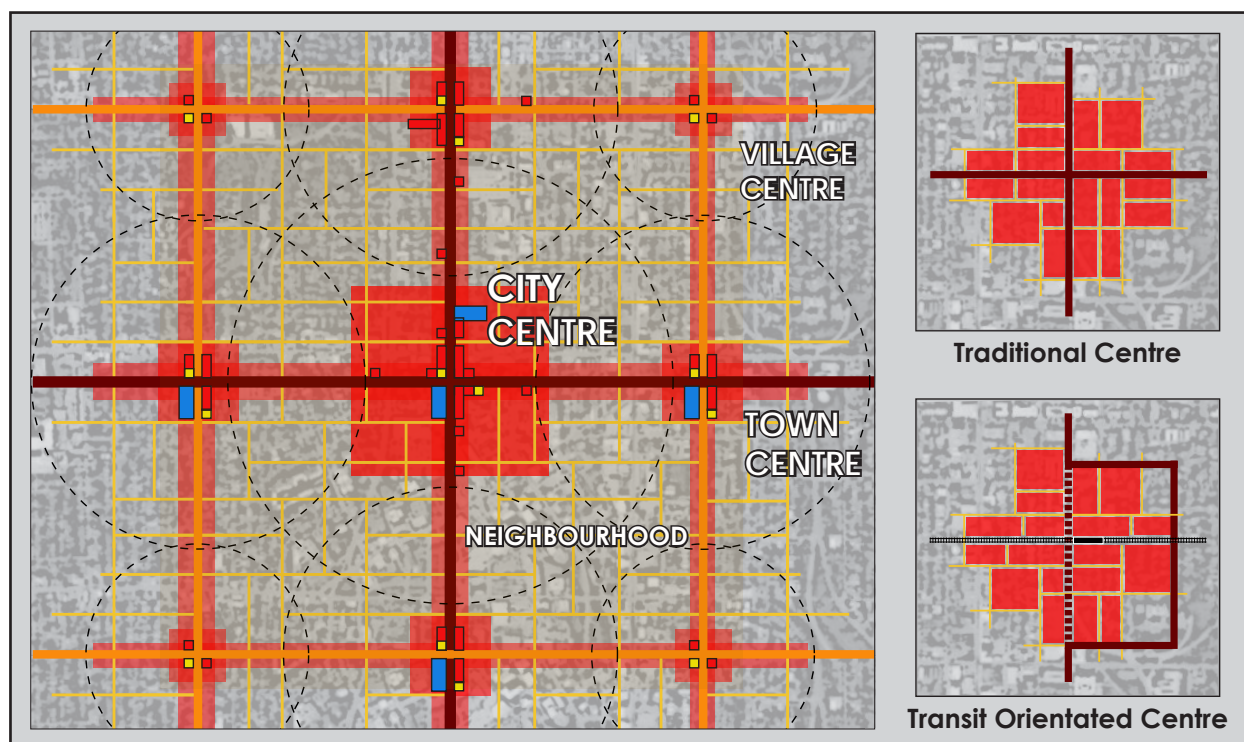 VILLAGE
CENTRE
CITY
CENTRE
TOWN
CENTRE
NEIGHBOURHOOD
Traditional Centre
Transit Orientated Centre